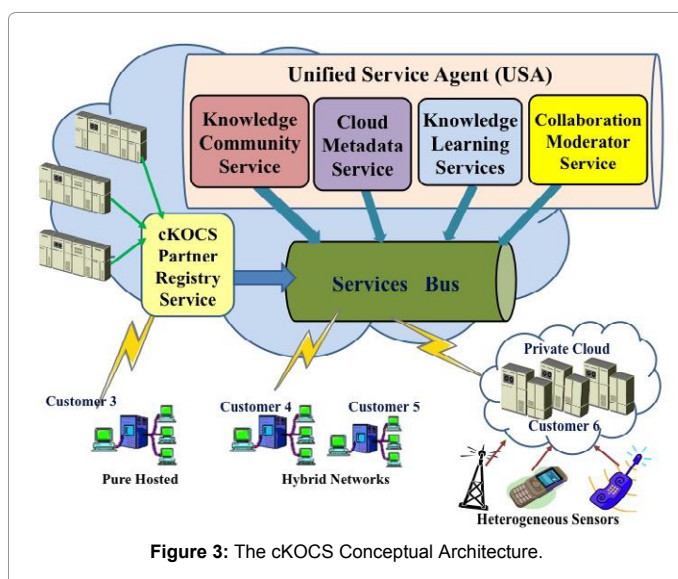 Unified Service Agent (USA)
Knowledge
Community
Service
Cloud
Metadata
Service
Knowledge
Learning
Services
Collaboration
Moderator
Service
cKOCS
Partner
Registry
Service
Services Bus
Private Cloud
Customer 6
Customer 3
Customer 4
Customer 5
Pure Hosted
Hybrid Networks
Heterogeneous Sensors
Figure 3: The cKOCS Conceptual Architecture.